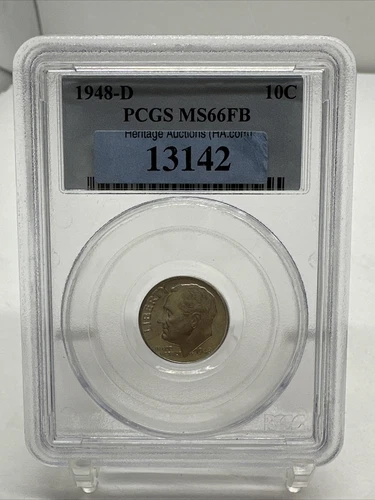 1948-D 10C
PCGS MS66FB
Heritage Auctions (HA.com)
13142
LIBERTY